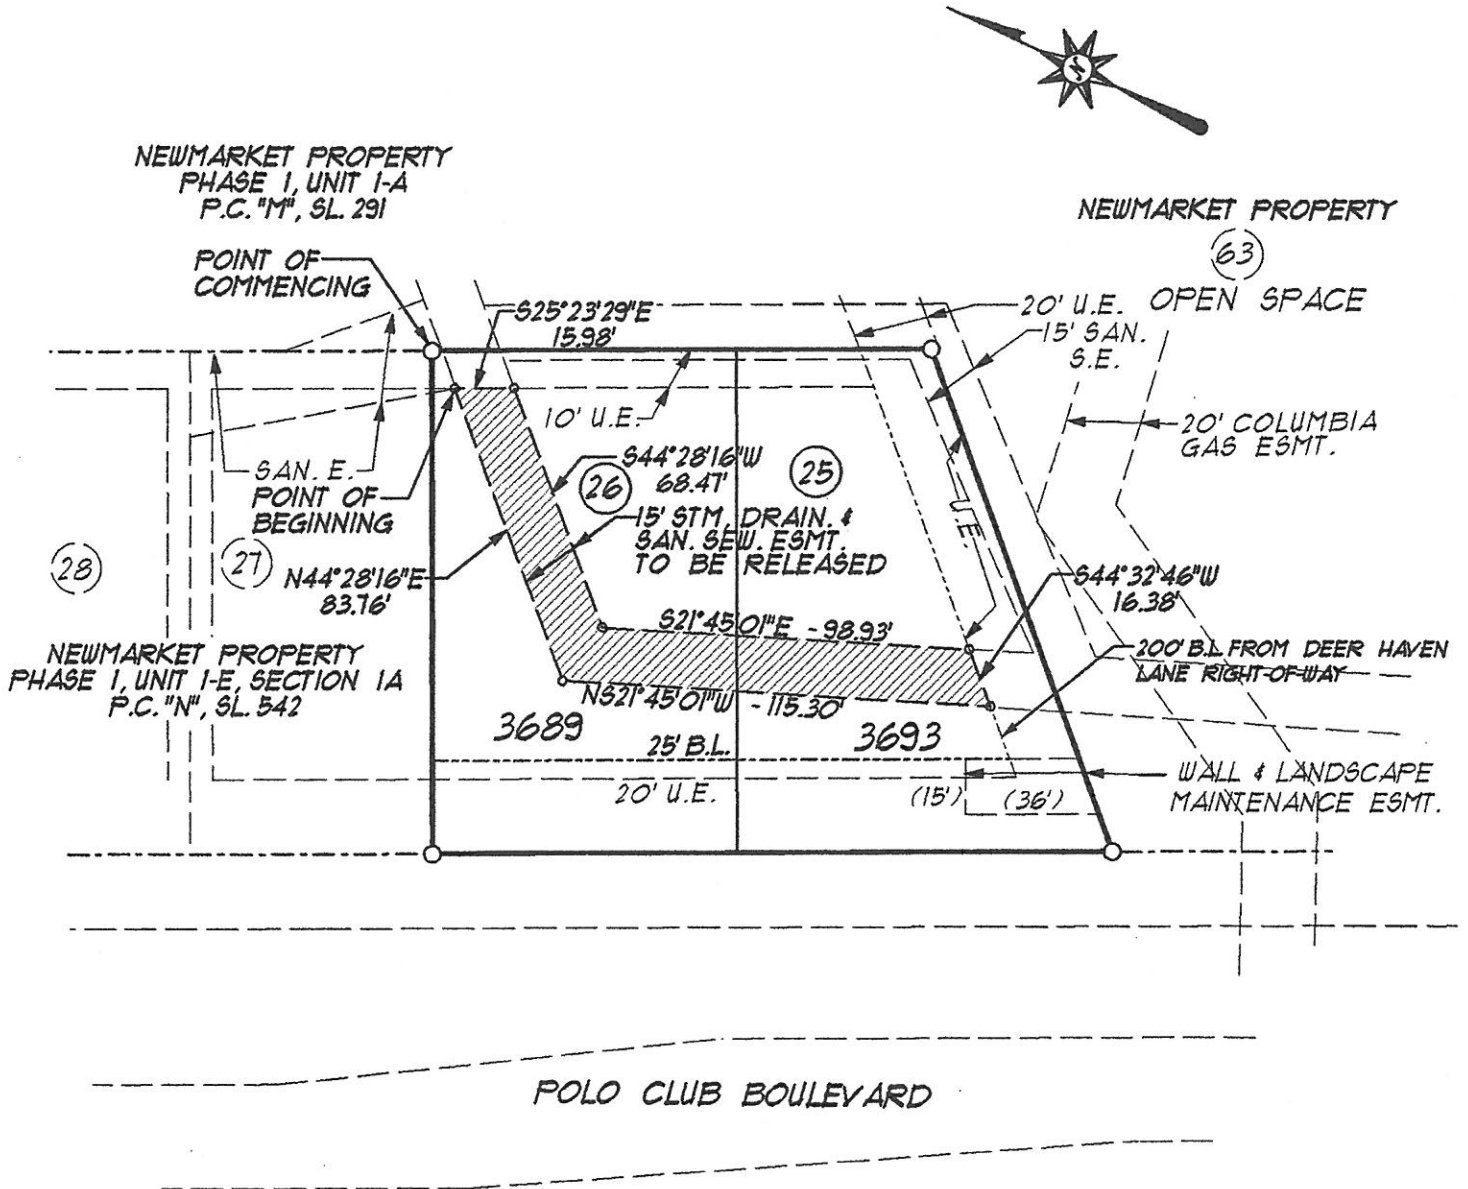 N
NEWMARKET PROPERTY
PHASE 1, UNIT 1-A
P.C. "M", SL. 291
NEWMARKET PROPERTY
63
OPEN SPACE
POINT OF
COMMENCING
S25°23'29"E
15.98'
20' U.E.
15' SAN.
S.E.
10' U.E.
20' COLUMBIA
GAS ESMT.
SAN. E.
POINT OF
BEGINNING
S44°28'16"W
68.47'
26
25
15' STM. DRAIN. &
SAN. SEW. ESMT.
TO BE RELEASED
U.E.
28
27
N44°28'16"E
83.76'
S44°32'46"W
16.38'
S21°45'01"E - 98.93'
200' B.L. FROM DEER HAVEN
LANE RIGHT-OF-WAY
NEWMARKET PROPERTY
PHASE 1, UNIT 1-E, SECTION 1A
P.C. "N", SL. 542
NS21°45'01"W - 115.30'
3689
3693
25' B.L.
20' U.E.
(15')
(36')
WALL & LANDSCAPE
MAINTENANCE ESMT.
POLO CLUB BOULEVARD